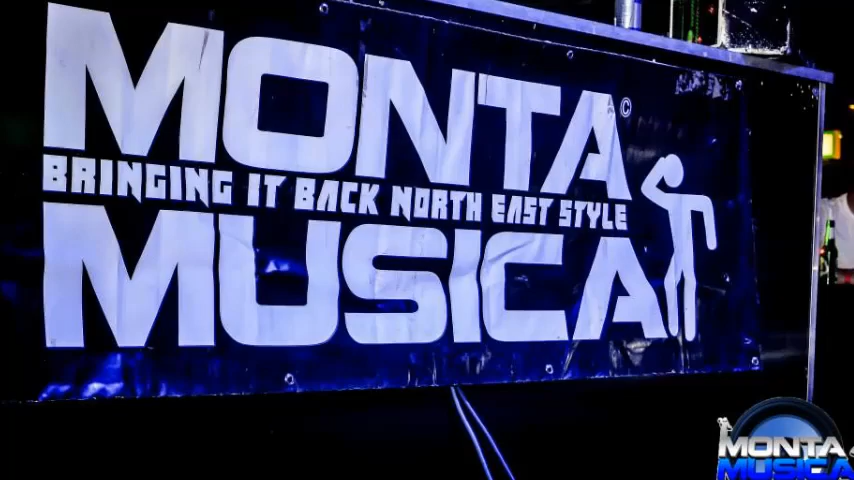 MONTA ©
BRINGING IT BACK NORTH EAST STYLE
MUSICA
MONTA
MUSICA